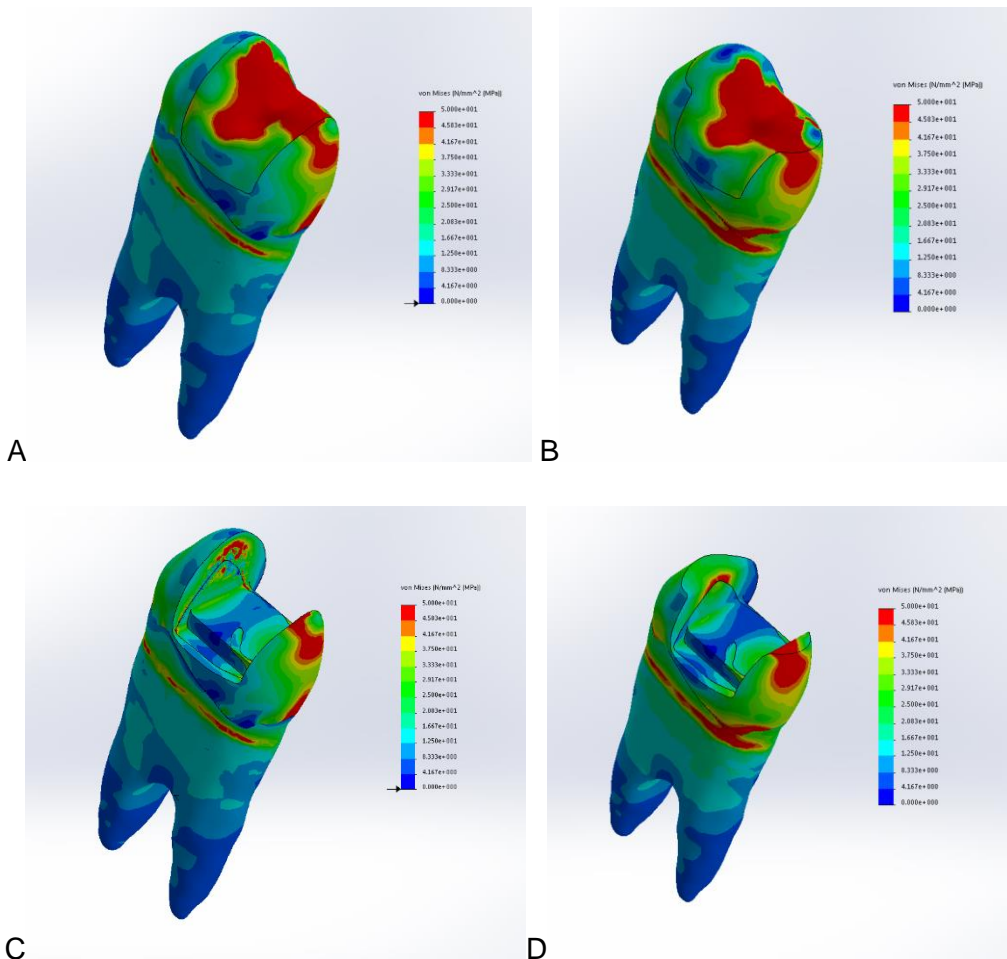 von Mises (N/mm^2 (MPa))
5.000e+001
4.583e+001
4.167e+001
3.750e+001
3.333e+001
2.917e+001
2.500e+001
2.083e+001
1.667e+001
1.250e+001
8.333e+000
4.167e+000
0.000e+000
A
von Mises (N/mm^2 (MPa))
5.000e+001
4.583e+001
4.167e+001
3.750e+001
3.333e+001
2.917e+001
2.500e+001
2.083e+001
1.667e+001
1.250e+001
8.333e+000
4.167e+000
0.000e+000
B
von Mises (N/mm^2 (MPa))
5.000e+001
4.583e+001
4.167e+001
3.750e+001
3.333e+001
2.917e+001
2.500e+001
2.083e+001
1.667e+001
1.250e+001
8.333e+000
4.167e+000
0.000e+000
C
von Mises (N/mm^2 (MPa))
5.000e+001
4.583e+001
4.167e+001
3.750e+001
3.333e+001
2.917e+001
2.500e+001
2.083e+001
1.667e+001
1.250e+001
8.333e+000
4.167e+000
0.000e+000
D